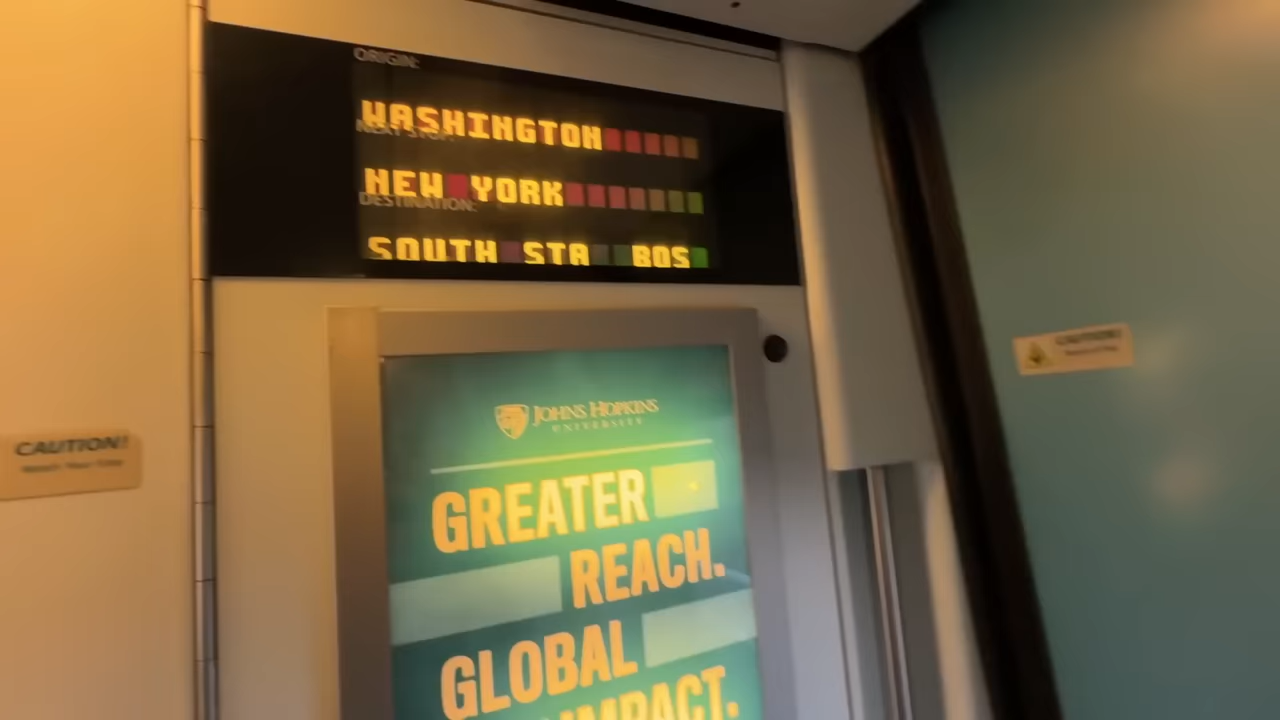 ORIGIN:
WASHINGTON
NEXT STOP:
NEW YORK
DESTINATION:
SOUTH STA BOS
JOHNS HOPKINS
UNIVERSITY
GREATER
REACH.
GLOBAL
IMPACT.
CAUTION!
Watch Your Step
CAUTION!